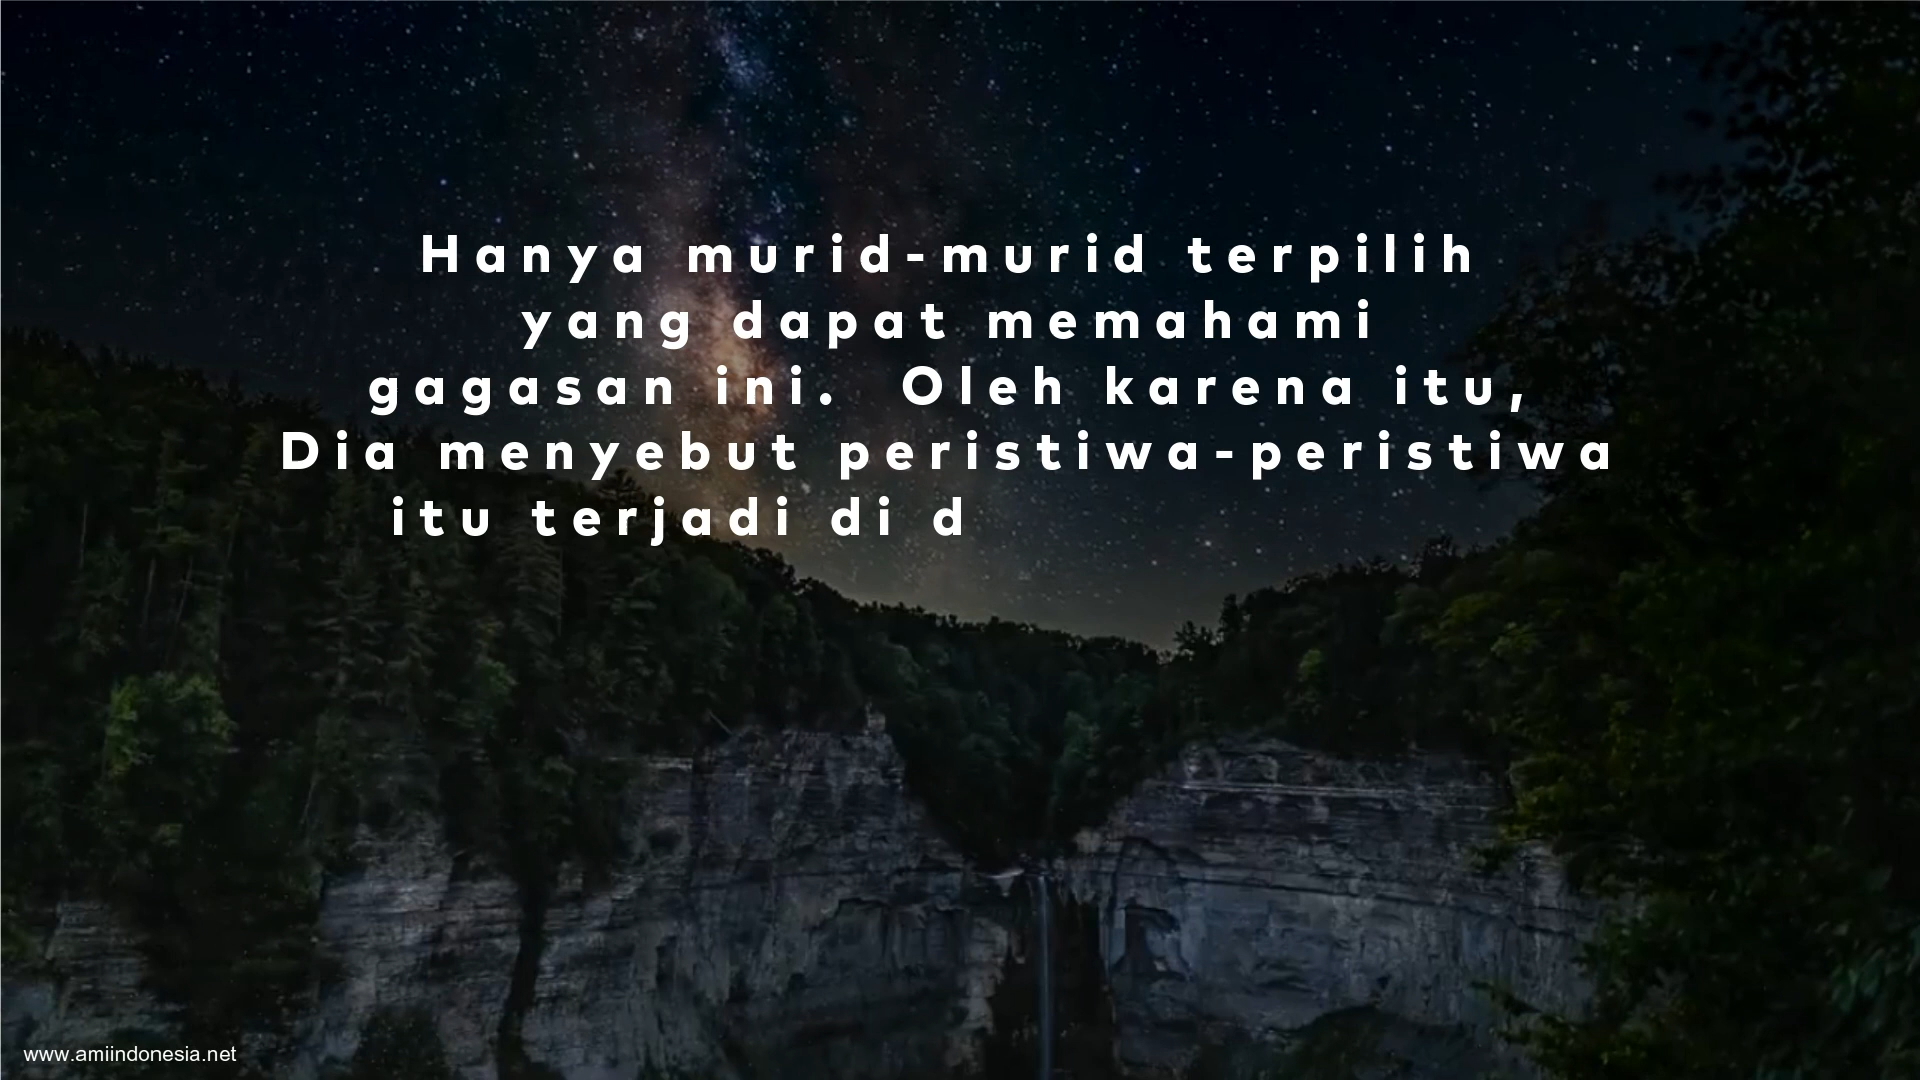 Hanya murid-murid terpilih
yang dapat memahami
gagasan ini.  Oleh karena itu,
Dia menyebut peristiwa-peristiwa
itu terjadi di d
www.amiindonesia.net